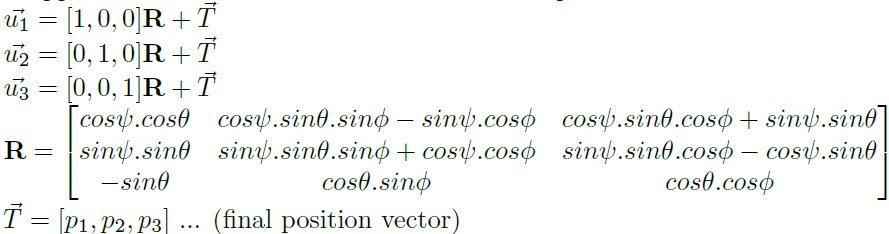 u⃗₁ = [1, 0, 0]R + T⃗
u⃗₂ = [0, 1, 0]R + T⃗
u⃗₃ = [0, 0, 1]R + T⃗
cosψ.cosθ cosψ.sinθ.sinϕ − sinψ.cosϕ cosψ.sinθ.cosϕ + sinψ.sinθ
R = [sinψ.sinθ sinψ.sinθ.sinϕ + cosψ.cosϕ sinψ.sinθ.cosϕ − cosψ.sinθ]
−sinθ cosθ.sinϕ cosθ.cosϕ
T⃗ = [p₁, p₂, p₃] ... (final position vector)